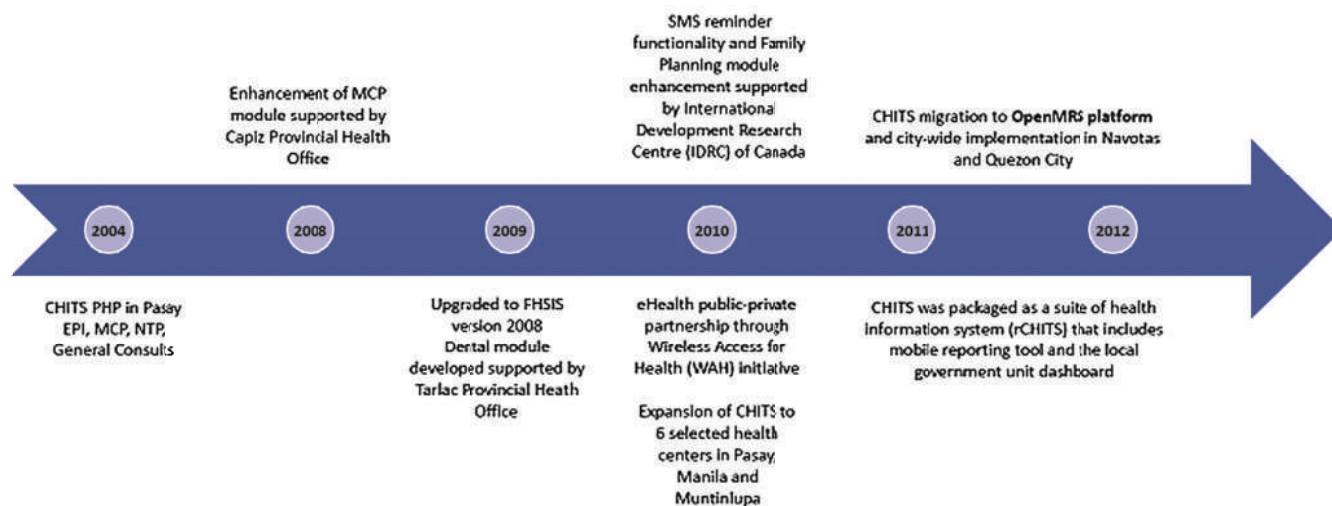 SMS reminder
functionality and Family
Planning module
enhancement supported
by International
Development Research
Centre (IDRC) of Canada
Enhancement of MCP
module supported by
Capiz Provincial Health
Office
CHITS migration to OpenMRS platform
and city-wide implementation in Navotas
and Quezon City
2004
2008
2009
2010
2011
2012
CHITS PHP in Pasay
EPI, MCP, NTP,
General Consults
Upgraded to FHSIS
version 2008
Dental module
developed supported by
Tarlac Provincial Heath
Office
eHealth public-private
partnership through
Wireless Access for
Health (WAH) initiative
Expansion of CHITS to
6 selected health
centers in Pasay,
Manila and
Muntinlupa
CHITS was packaged as a suite of health
information system (rCHITS) that includes
mobile reporting tool and the local
government unit dashboard